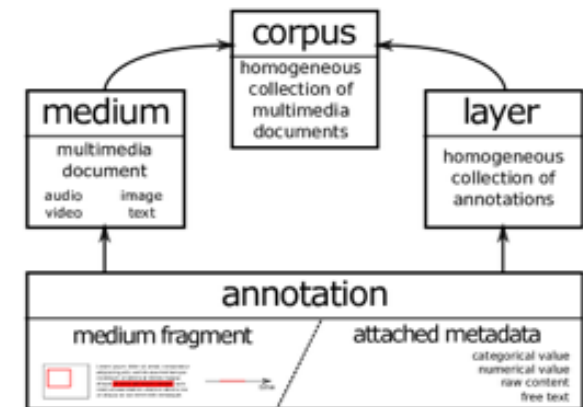 corpus
homogeneous
collection of
multimedia
documents
medium
multimedia
document
audio image
video text
layer
homogeneous
collection of
annotations
annotation
medium fragment
attached metadata
categorical value
numerical value
raw content
free text